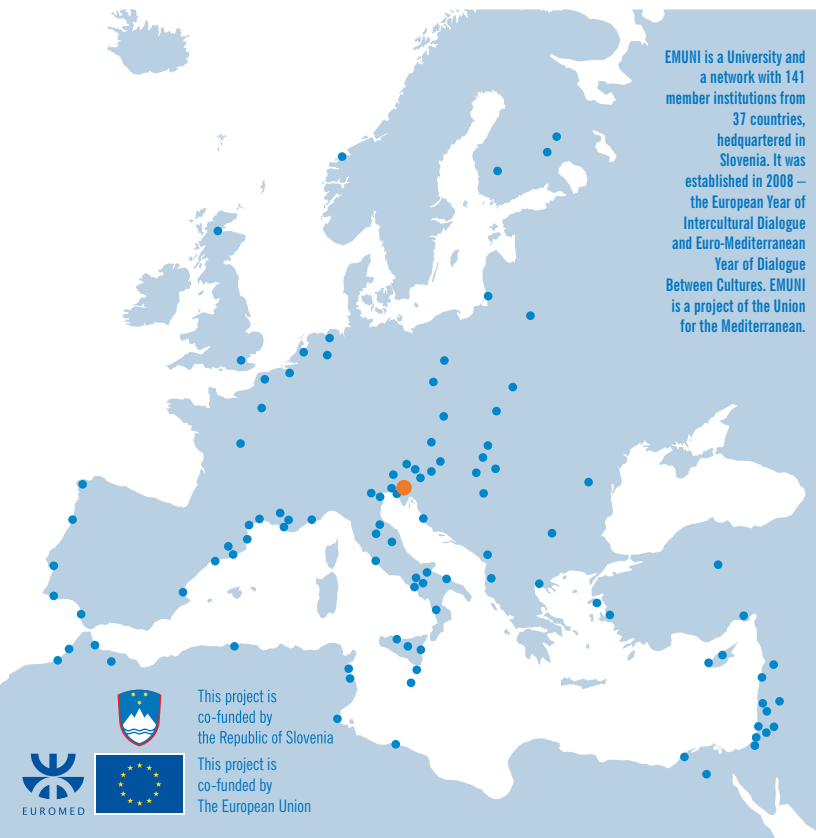 EMUNI is a University and
a network with 141
member institutions from
37 countries,
hedquartered in
Slovenia. It was
established in 2008 –
the European Year of
Intercultural Dialogue
and Euro-Mediterranean
Year of Dialogue
Between Cultures. EMUNI
is a project of the Union
for the Mediterranean.
This project is
co-funded by
the Republic of Slovenia
This project is
co-funded by
The European Union
EUROMED